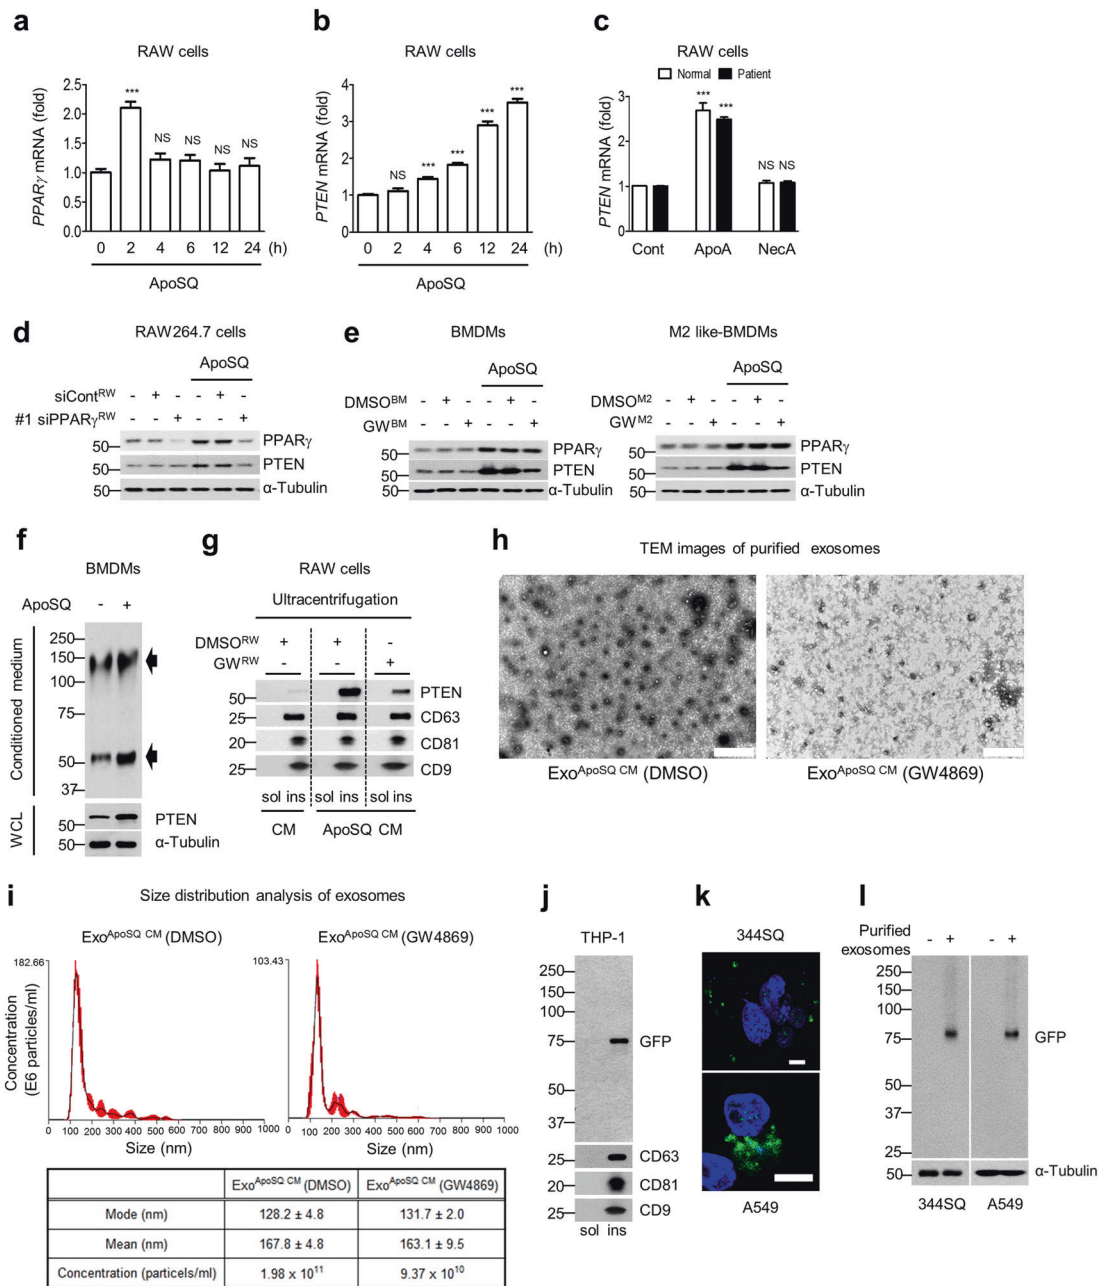 a
RAW cells
PPARγ mRNA (fold)
2.5
2.0
1.5
1.0
0.5
0.0
***
NS
NS
NS
NS
0 2 4 6 12 24 (h)
ApoSQ
b
RAW cells
PTEN mRNA (fold)
4
3
2
1
0
NS
***
***
***
***
0 2 4 6 12 24 (h)
ApoSQ
c
RAW cells
Normal Patient
PTEN mRNA (fold)
3
2
1
0
***
***
NS NS
Cont ApoA NecA
d
RAW264.7 cells
ApoSQ
siCont^RW - + - - + -
#1 siPPARγ^RW - - + - - +
50 PPARγ
50 PTEN
50 α-Tubulin
e
BMDMs
ApoSQ
DMSO^BM - + - - + -
GW^BM - - + - - +
50 PPARγ
50 PTEN
50 α-Tubulin
M2 like-BMDMs
ApoSQ
DMSO^M2 - + - - + -
GW^M2 - - + - - +
50 PPARγ
50 PTEN
50 α-Tubulin
f
BMDMs
ApoSQ - +
Conditioned medium
250
150
100
75
50
37
WCL
50 PTEN
50 α-Tubulin
g
RAW cells
Ultracentrifugation
DMSO^RW + + -
GW^RW - - +
50 PTEN
25 CD63
20 CD81
25 CD9
sol ins sol ins sol ins
CM ApoSQ CM
h
TEM images of purified exosomes
Exo^ApoSQ CM (DMSO)
Exo^ApoSQ CM (GW4869)
i
Size distribution analysis of exosomes
Exo^ApoSQ CM (DMSO)
Exo^ApoSQ CM (GW4869)
Concentration
(E6 particles/ml)
182.66
0
0 100 200 300 400 500 600 700 800 900 1000
Size (nm)
103.43
0
0 100 200 300 400 500 600 700 800 900 1000
Size (nm)
Exo^ApoSQ CM (DMSO) Exo^ApoSQ CM (GW4869)
Mode (nm) 128.2 ± 4.8 131.7 ± 2.0
Mean (nm) 167.8 ± 4.8 163.1 ± 9.5
Concentration (particels/ml) 1.98 x 10^11 9.37 x 10^10
j
THP-1
250
150
100
75 GFP
50
37
25 CD63
20 CD81
25 CD9
sol ins
k
344SQ
A549
l
Purified
exosomes - + - +
250
150
100
75 GFP
50
37
25
50 α-Tubulin
344SQ A549